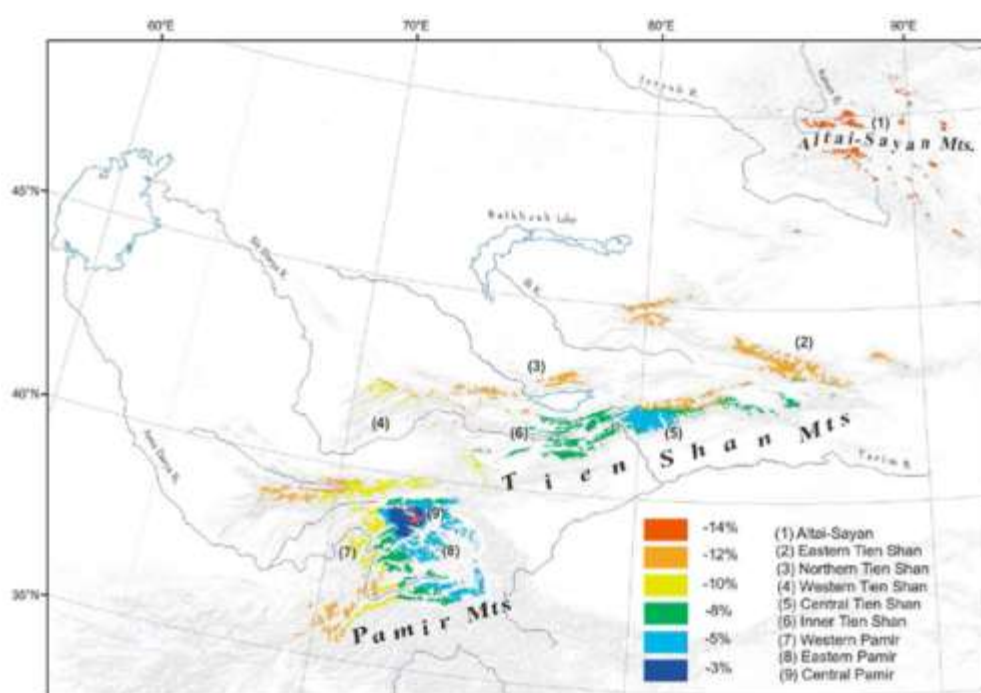 60°E 70°E 80°E 90°E
(1)
Altai-Sayan Mts.
45°N
Balkhash Lake
Syr Darya R.
Ili R.
(2)
(3)
40°N
(4)
(6)
(5)
Tien Shan Mts
Tarim R.
Amu Darya R.
(9)
(7)
(8)
35°N
Pamir Mts
-14%
-12%
-10%
-8%
-5%
-3%
(1) Altai-Sayan
(2) Eastern Tien Shan
(3) Northern Tien Shan
(4) Western Tien Shan
(5) Central Tien Shan
(6) Inner Tien Shan
(7) Western Pamir
(8) Eastern Pamir
(9) Central Pamir